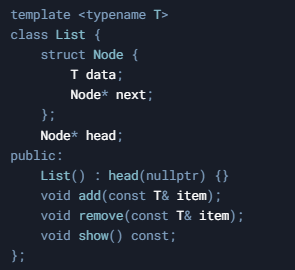 template <typename T>
class List {
    struct Node {
        T data;
        Node* next;
    };
    Node* head;
public:
    List() : head(nullptr) {}
    void add(const T& item);
    void remove(const T& item);
    void show() const;
};